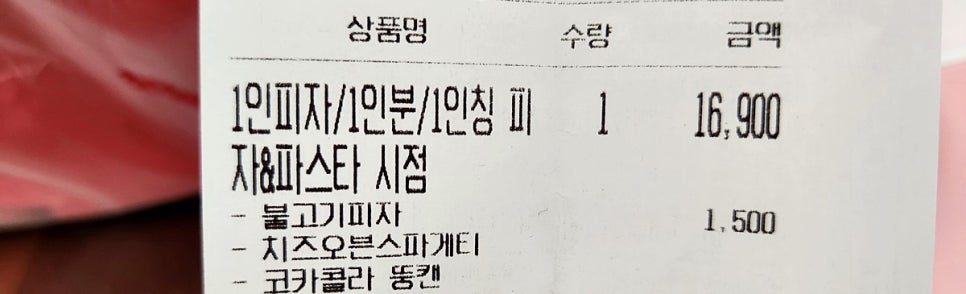 상품명 수량 금액
1인피자/1인분/1인칭 피 1 16,900
자&파스타 시점
- 불고기피자 1,500
- 치즈오븐스파게티
- 코카콜라 뚱캔